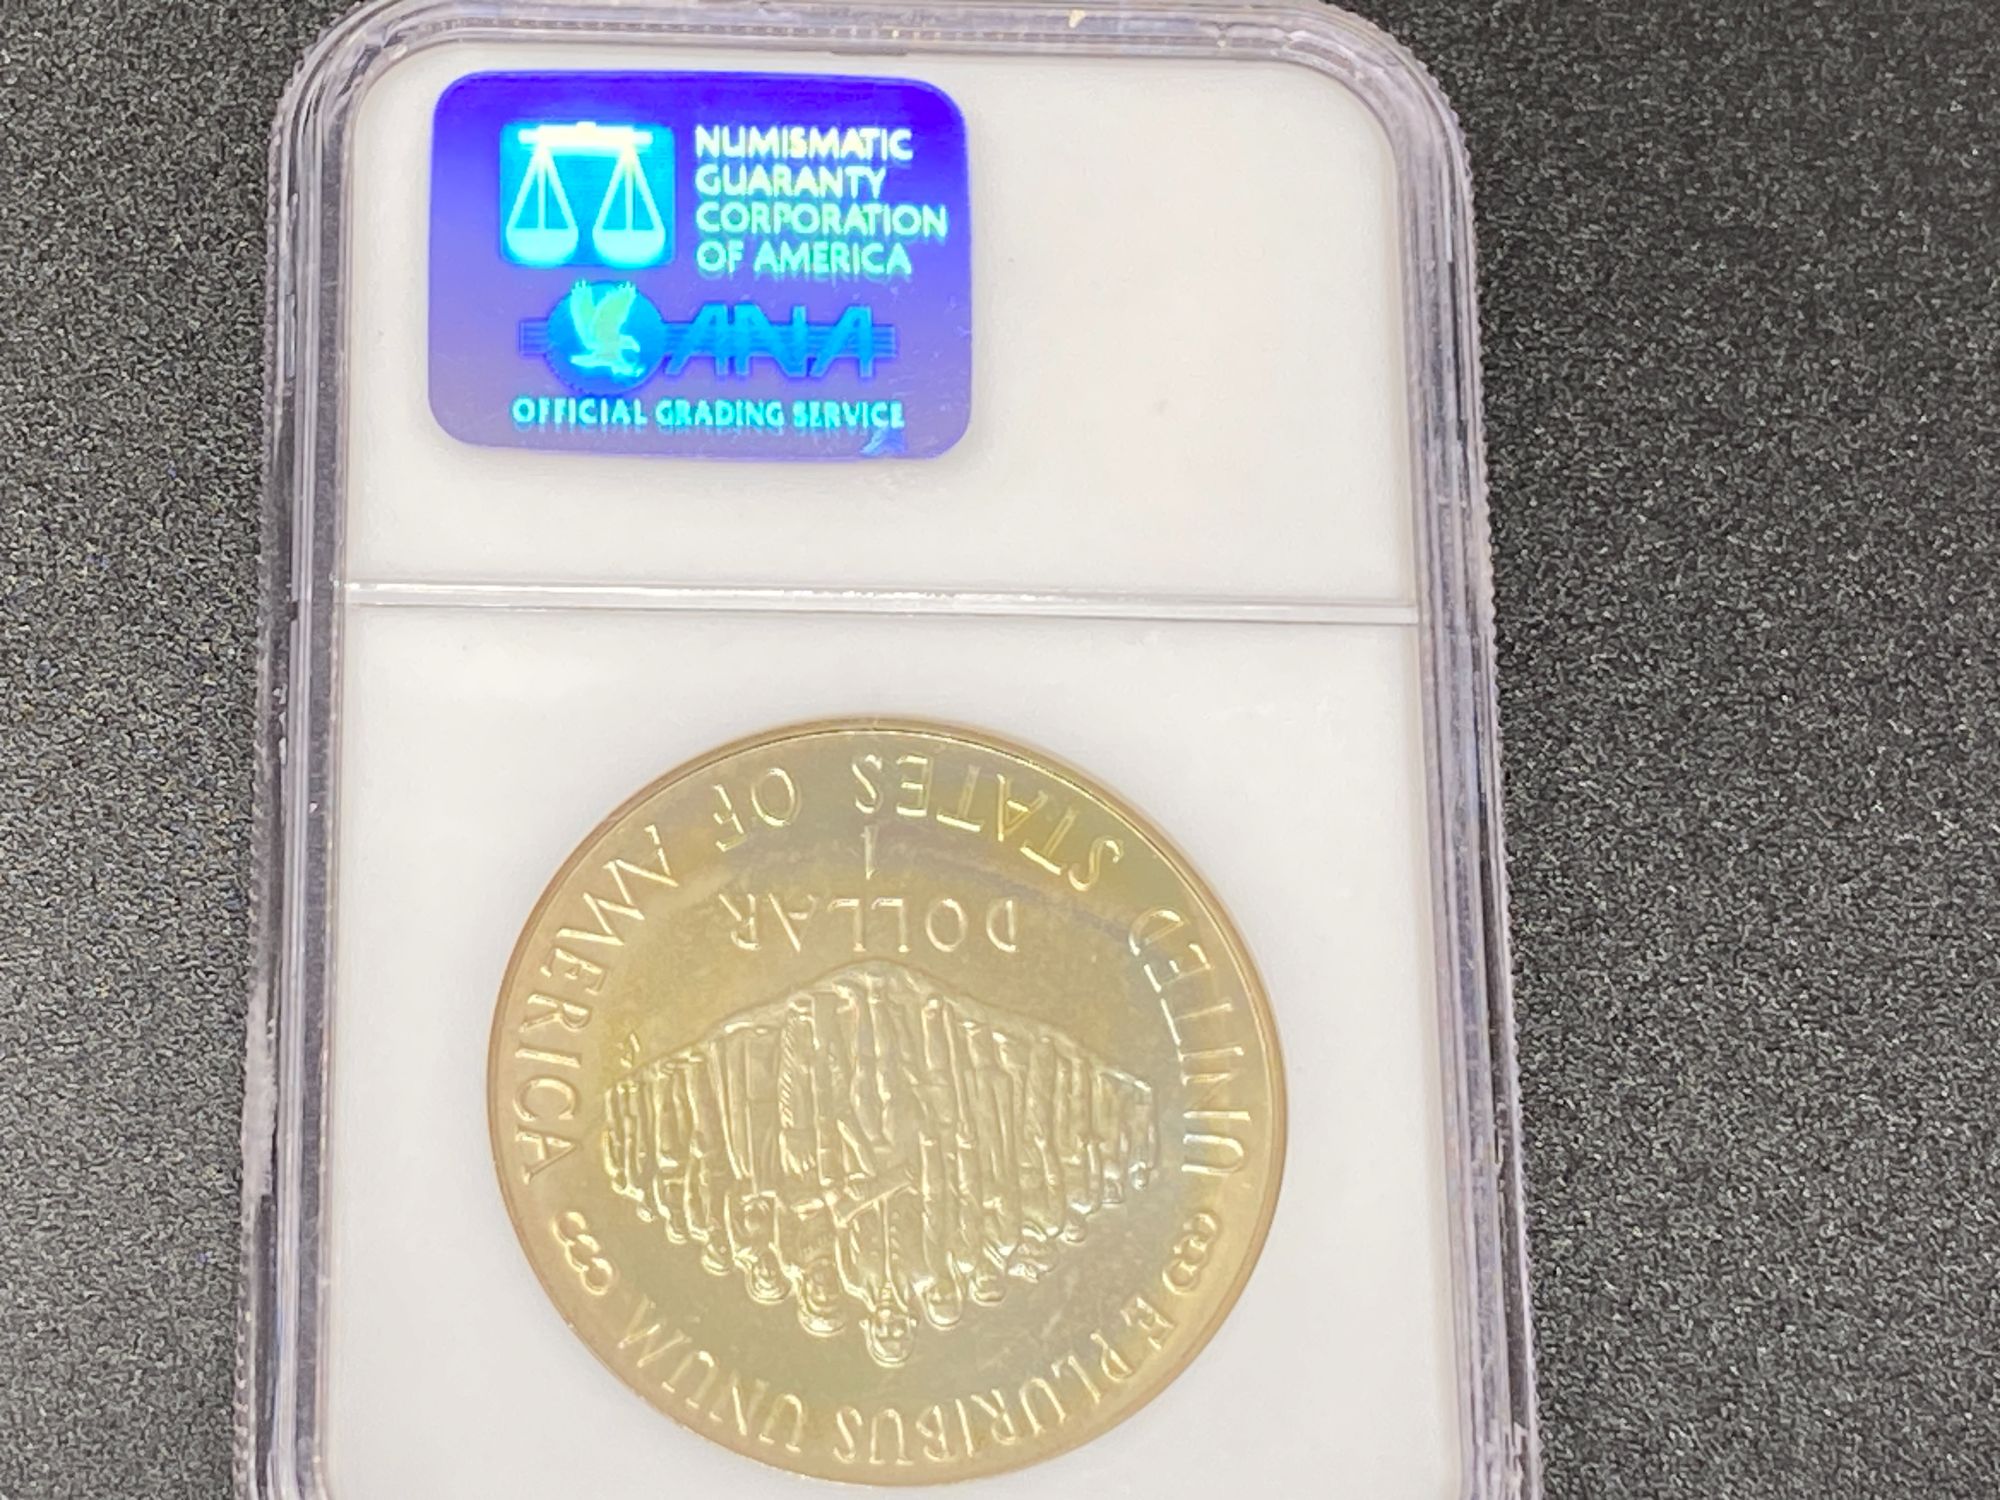 NUMISMATIC
GUARANTY
CORPORATION
OF AMERICA
ANA
OFFICIAL GRADING SERVICE
UNITED STATES OF AMERICA
1
DOLLAR
E PLURIBUS UNUM